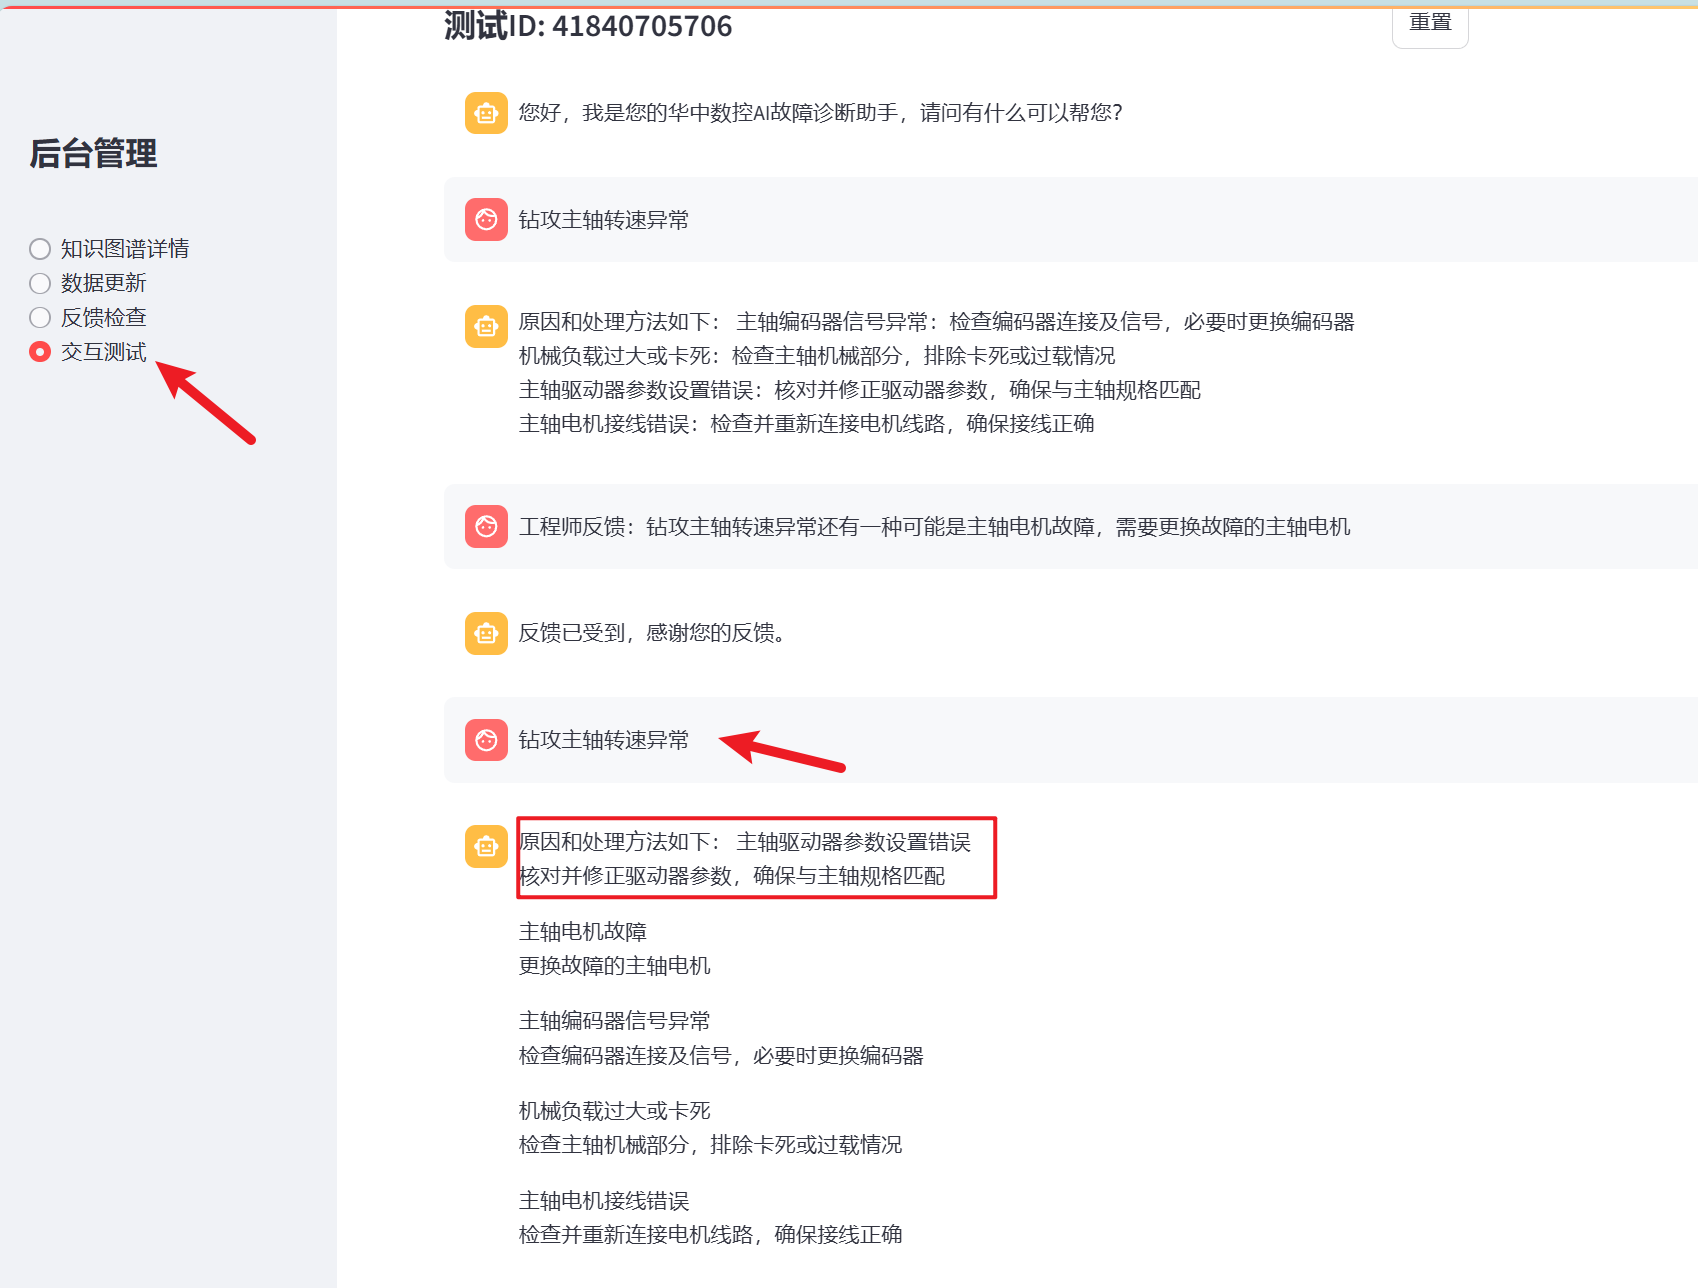 测试ID: 41840705706
重置
后台管理
知识图谱详情
数据更新
反馈检查
交互测试
您好，我是您的华中数控AI故障诊断助手，请问有什么可以帮您？
钻攻主轴转速异常
原因和处理方法如下： 主轴编码器信号异常：检查编码器连接及信号，必要时更换编码器
机械负载过大或卡死：检查主轴机械部分，排除卡死或过载情况
主轴驱动器参数设置错误：核对并修正驱动器参数，确保与主轴规格匹配
主轴电机接线错误：检查并重新连接电机线路，确保接线正确
工程师反馈：钻攻主轴转速异常还有一种可能是主轴电机故障，需要更换故障的主轴电机
反馈已受到，感谢您的反馈。
钻攻主轴转速异常
原因和处理方法如下： 主轴驱动器参数设置错误
核对并修正驱动器参数，确保与主轴规格匹配
主轴电机故障
更换故障的主轴电机
主轴编码器信号异常
检查编码器连接及信号，必要时更换编码器
机械负载过大或卡死
检查主轴机械部分，排除卡死或过载情况
主轴电机接线错误
检查并重新连接电机线路，确保接线正确